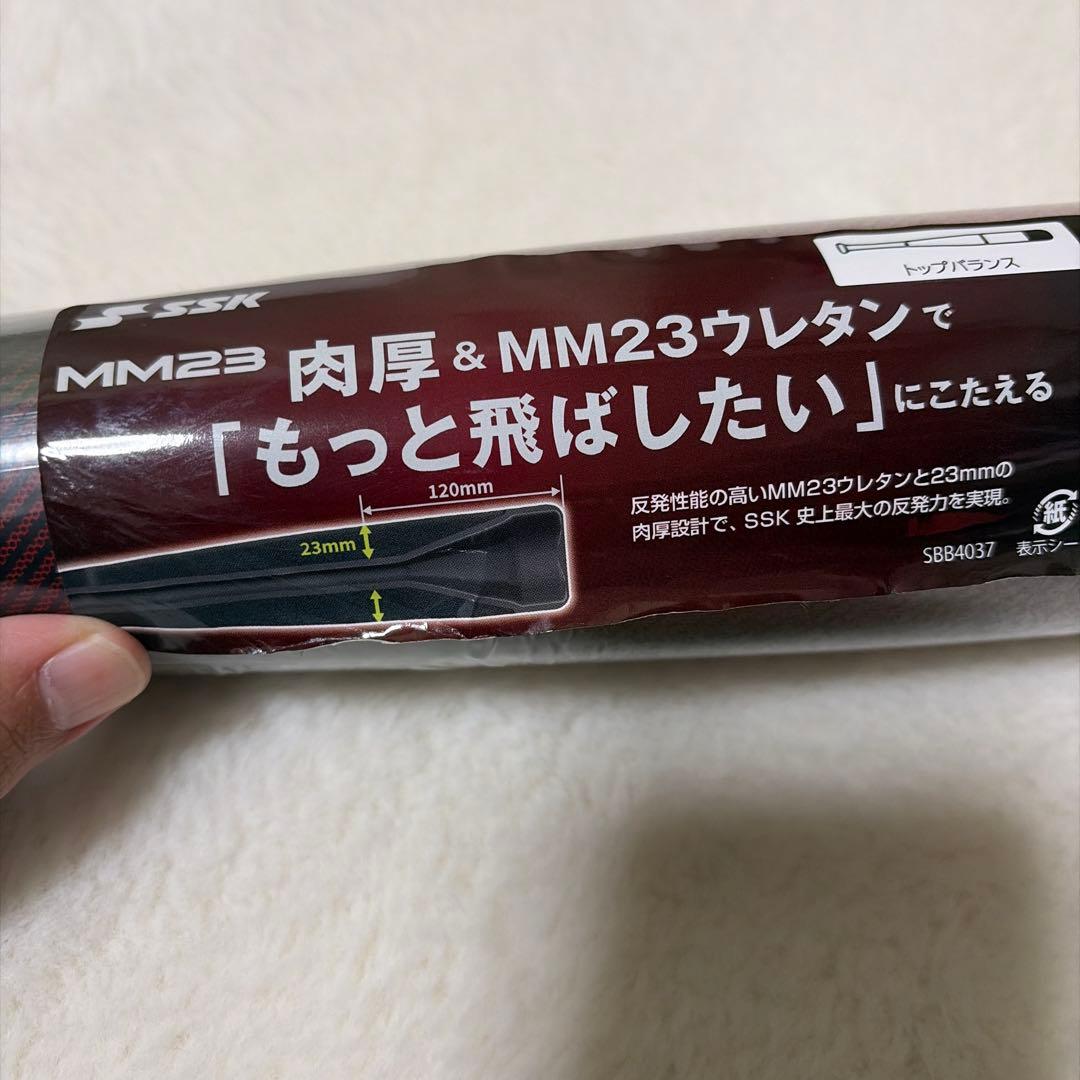 トップバランス
SSK
MM23
肉厚&MM23ウレタンで
「もっと飛ばしたい」にこたえる
120mm
23mm
反発性能の高いMM23ウレタンと23mmの
肉厚設計で、SSK 史上最大の反発力を実現。
SBB4037
紙
表示シー